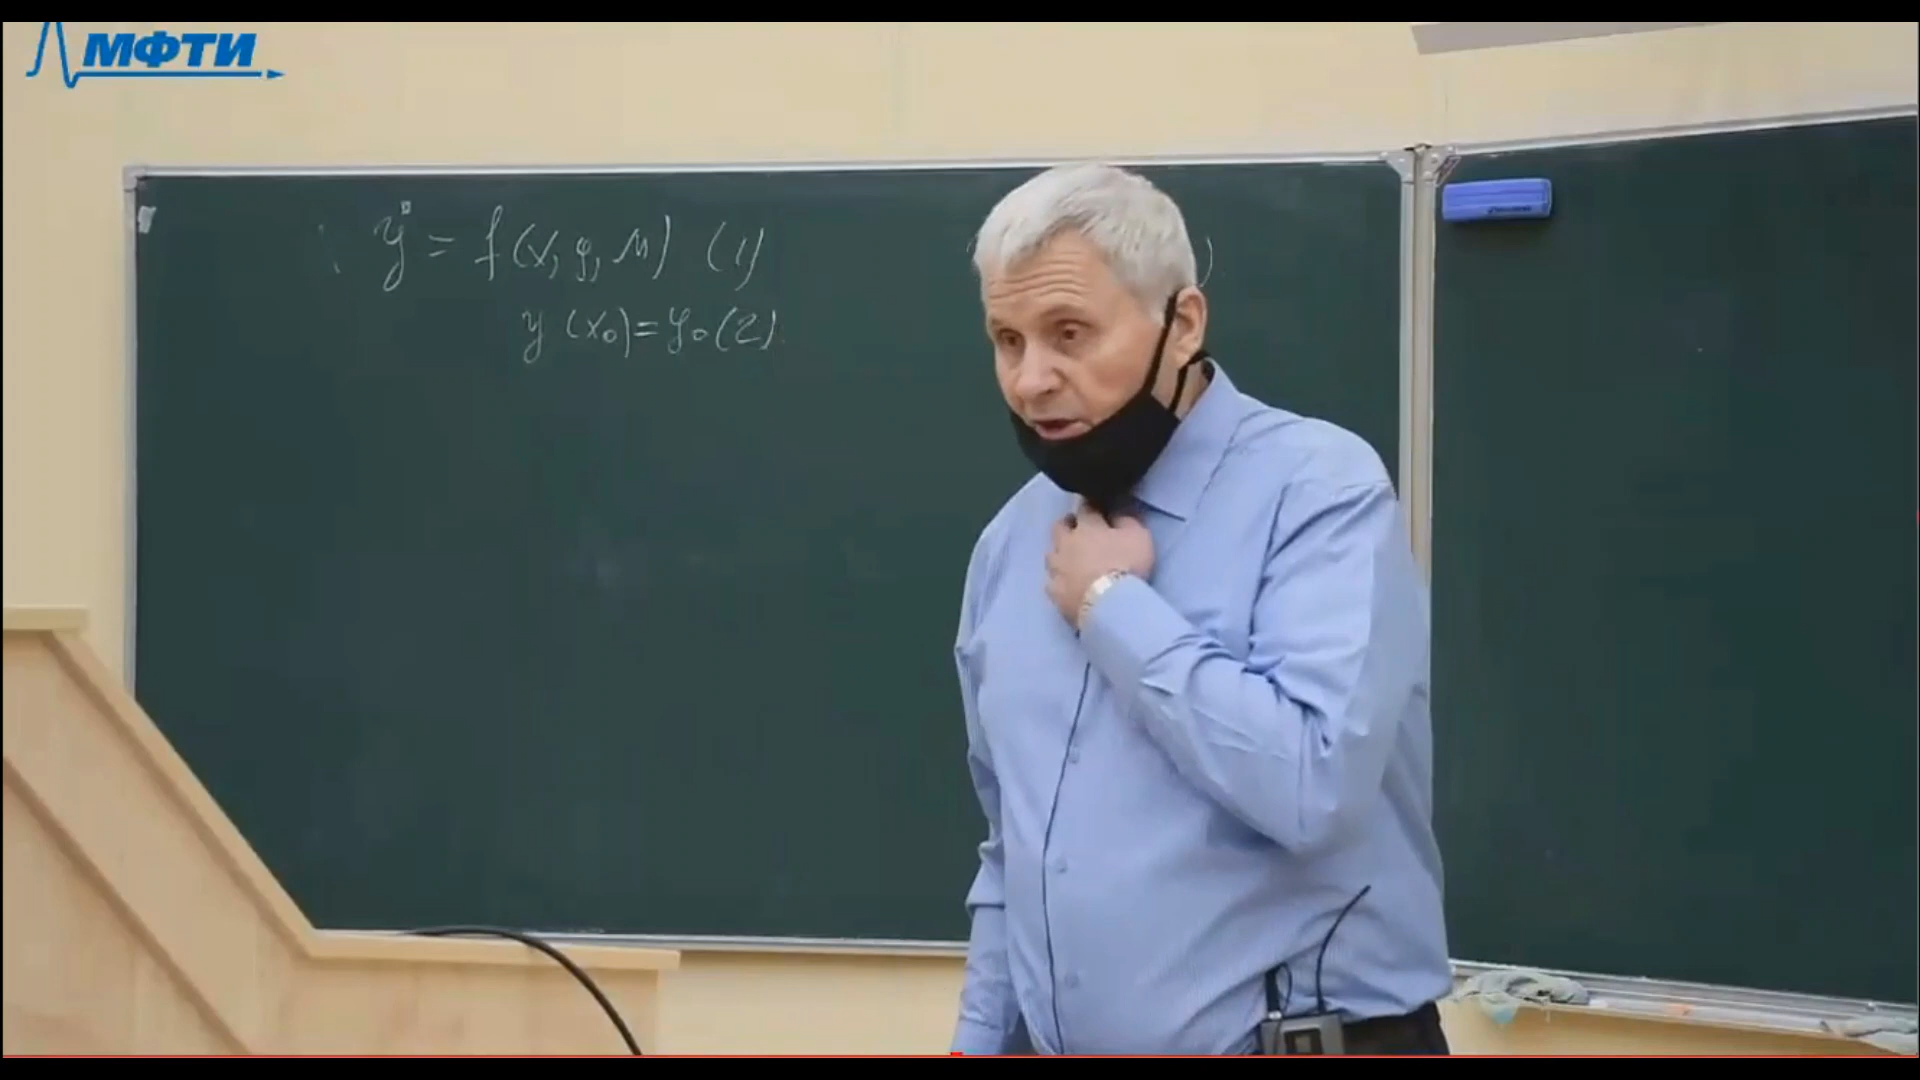 МФТИ
ẏ = f(x, y, μ) (1)
y(x₀) = y₀ (2)